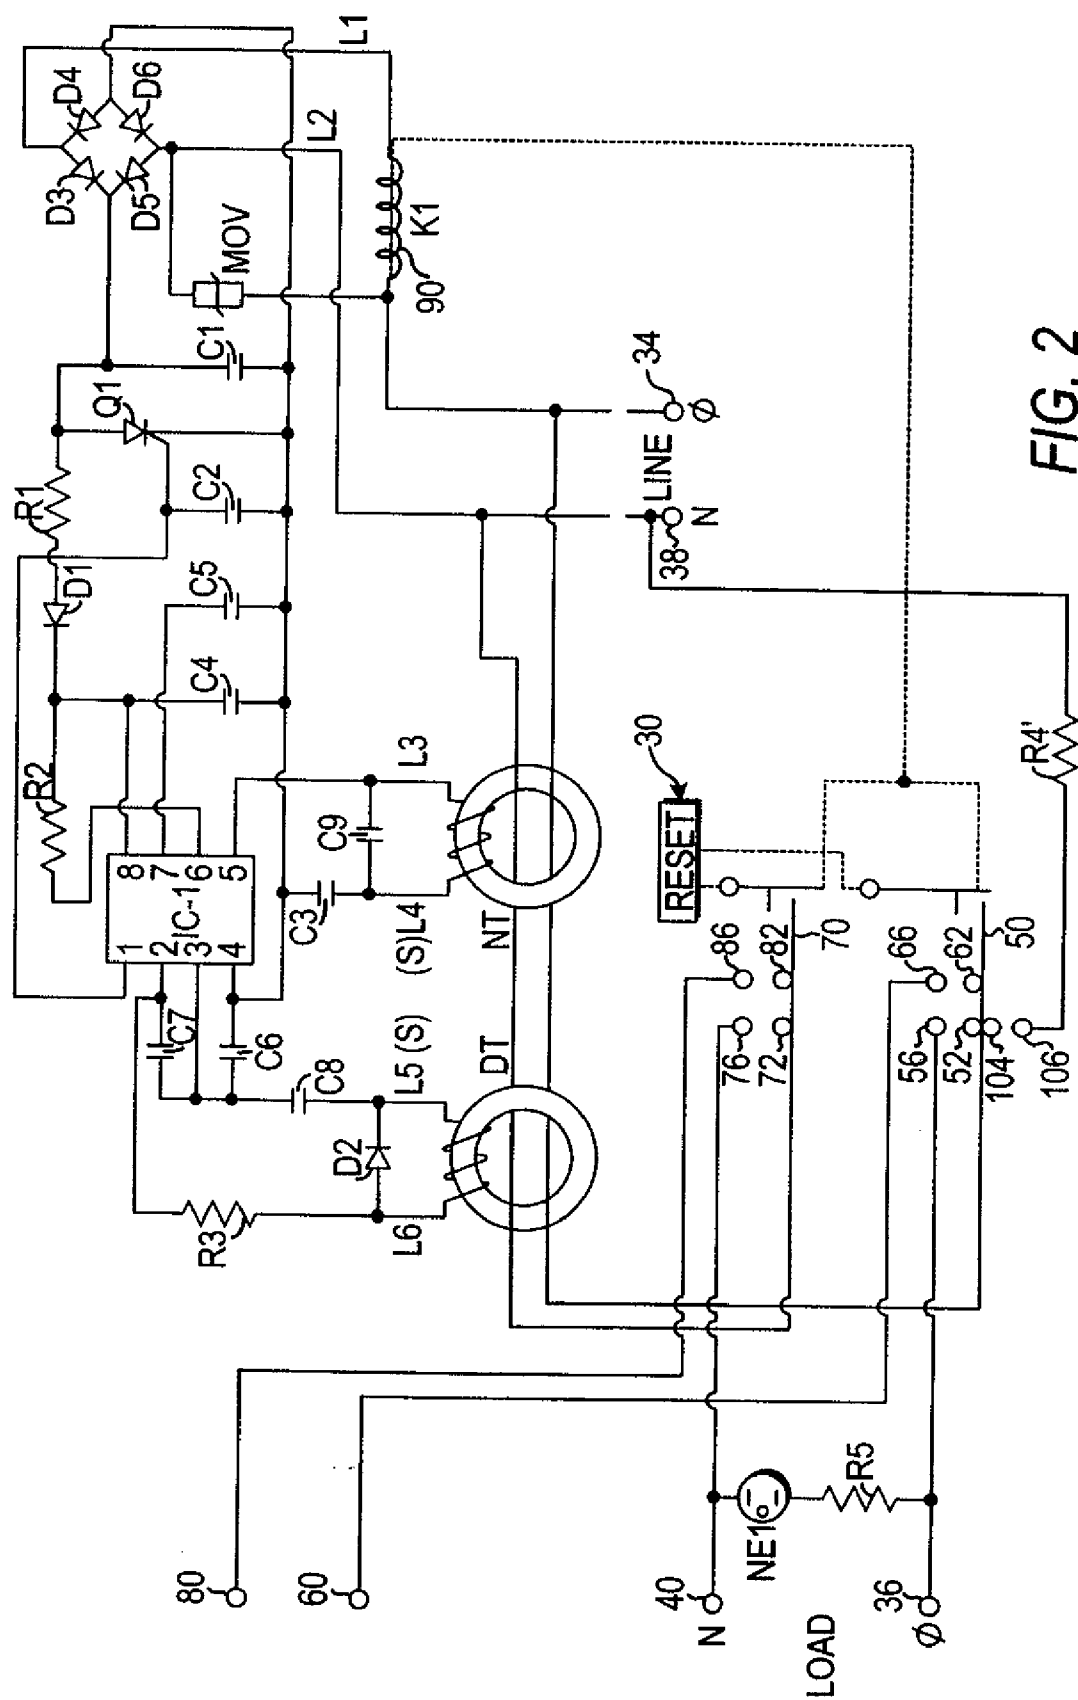 L1
D4
D6
D3
D5
L2
MOV
K1
90
C1
Q1
34
Φ
LINE
N
38
R1
C2
D1
C5
C4
R2
8
7
6
5
IC-1
1
2
3
4
L3
C9
C3
(S)L4
NT
C7
C6
L5 (S)
DT
C8
D2
L6
R3
RESET
30
R4'
86
82
70
66
62
50
76
72
56
52
104
106
80
60
40
N
NE1
R5
36
Φ
LOAD
FIG. 2